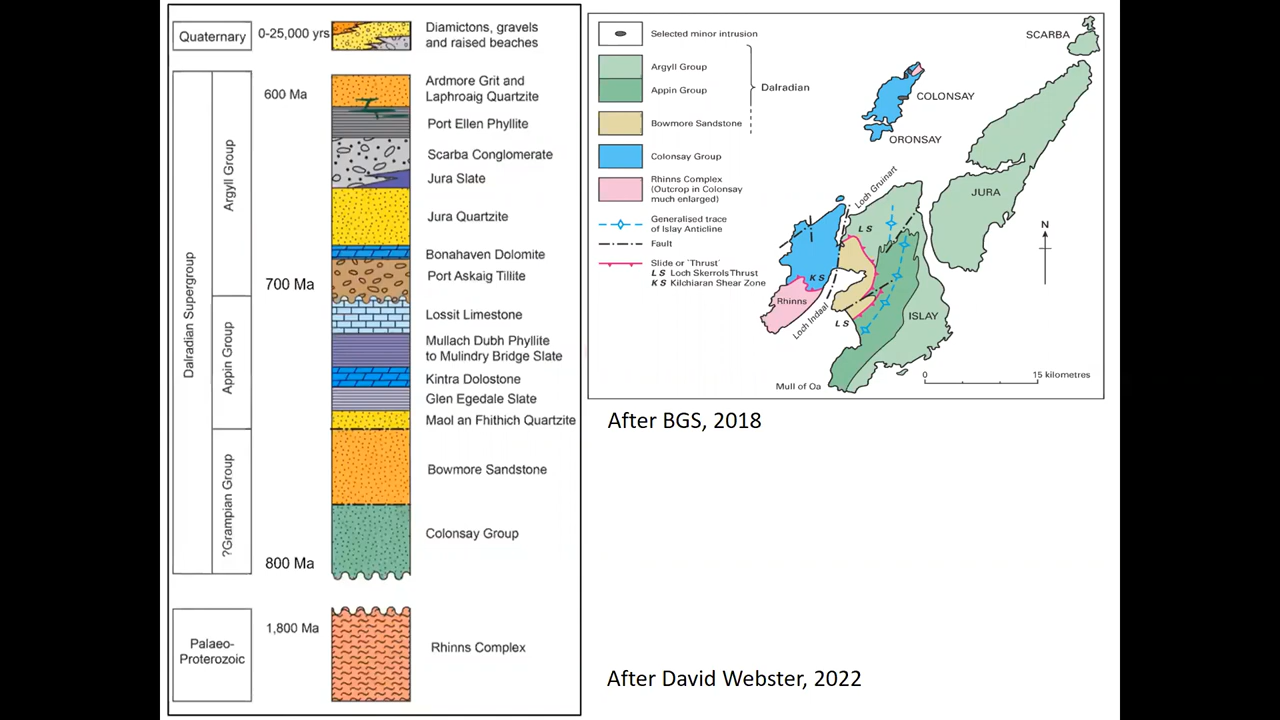 Quaternary
0-25,000 yrs
Diamictons, gravels
and raised beaches
Dalradian Supergroup
Argyll Group
600 Ma
Ardmore Grit and
Laphroaig Quartzite
Port Ellen Phyllite
Scarba Conglomerate
Jura Slate
Jura Quartzite
Bonahaven Dolomite
Port Askaig Tillite
700 Ma
Appin Group
Lossit Limestone
Mullach Dubh Phyllite
to Mulindry Bridge Slate
Kintra Dolostone
Glen Egedale Slate
Maol an Fhithich Quartzite
?Grampian Group
Bowmore Sandstone
Colonsay Group
800 Ma
Palaeo-
Proterozoic
1,800 Ma
Rhinns Complex
Selected minor intrusion
Argyll Group
Appin Group
Dalradian
Bowmore Sandstone
Colonsay Group
Rhinns Complex
(Outcrop in Colonsay
much enlarged)
Generalised trace
of Islay Anticline
Fault
Slide or 'Thrust'
L S Loch Skerrols Thrust
K S Kilchiaran Shear Zone
SCARBA
COLONSAY
ORONSAY
JURA
Loch Gruinart
L S
K S
Rhinns
Loch Indaal
L S
ISLAY
Mull of Oa
N
0
15 kilometres
After BGS, 2018
After David Webster, 2022